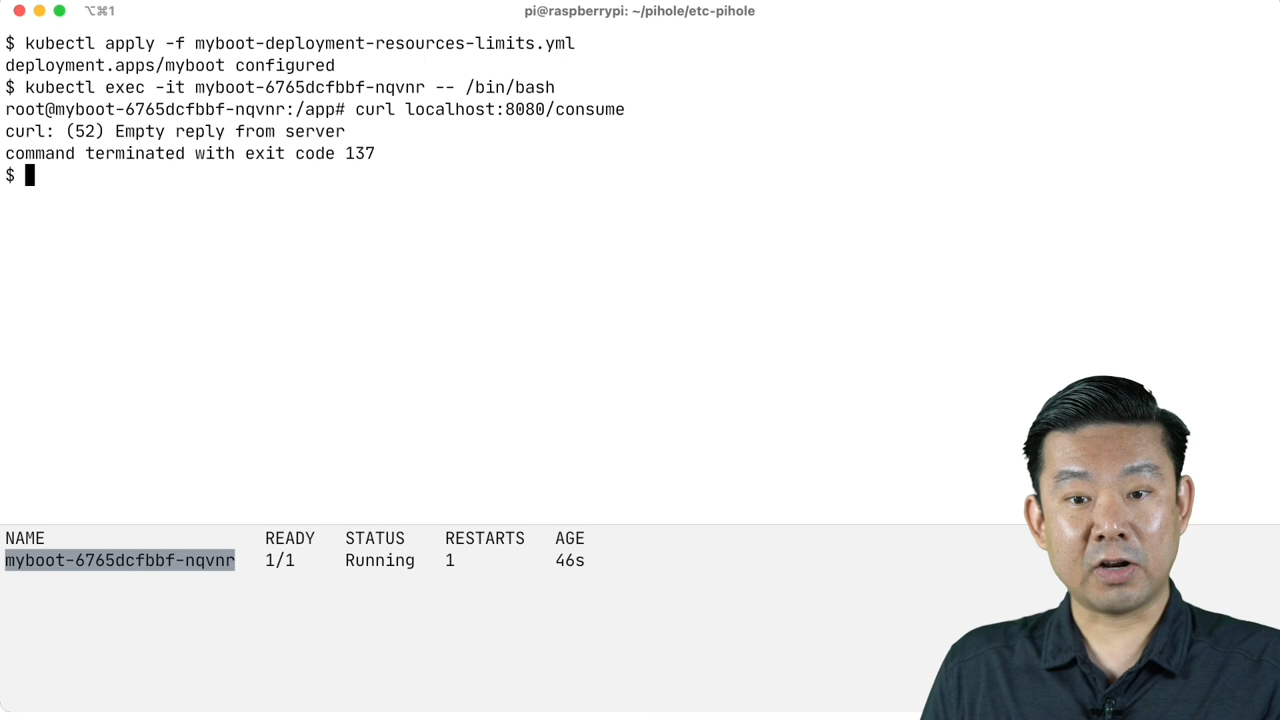 ⌥⌘1
pi@raspberrypi: ~/pihole/etc-pihole
$ kubectl apply -f myboot-deployment-resources-limits.yml
deployment.apps/myboot configured
$ kubectl exec -it myboot-6765dcfbbf-nqvnr -- /bin/bash
root@myboot-6765dcfbbf-nqvnr:/app# curl localhost:8080/consume
curl: (52) Empty reply from server
command terminated with exit code 137
$
NAME READY STATUS RESTARTS AGE
myboot-6765dcfbbf-nqvnr 1/1 Running 1 46s